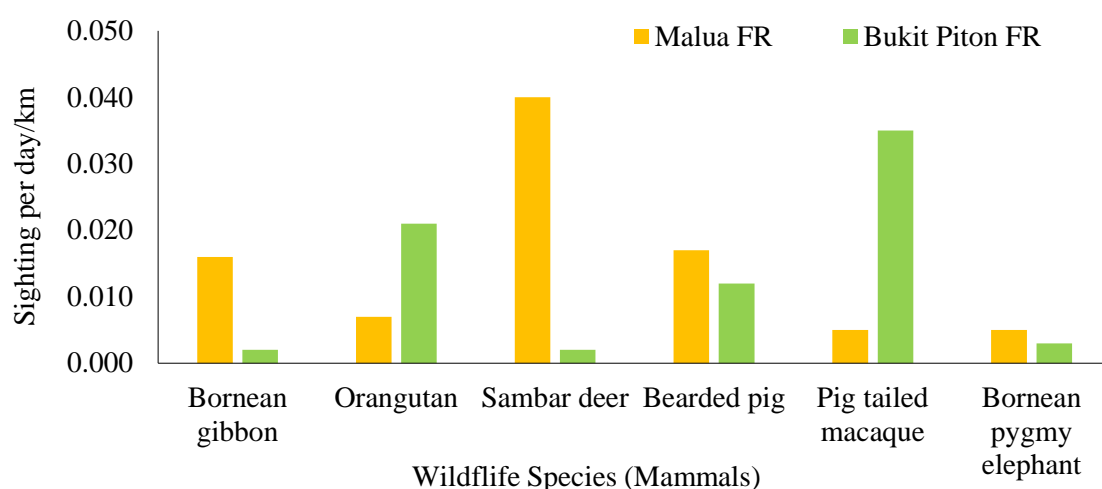 0.050
0.040
0.030
0.020
0.010
0.000
Sighting per day/km
Malua FR
Bukit Piton FR
Bornean
gibbon
Orangutan
Sambar deer
Bearded pig
Pig tailed
macaque
Bornean
pygmy
elephant
Wildflife Species (Mammals)